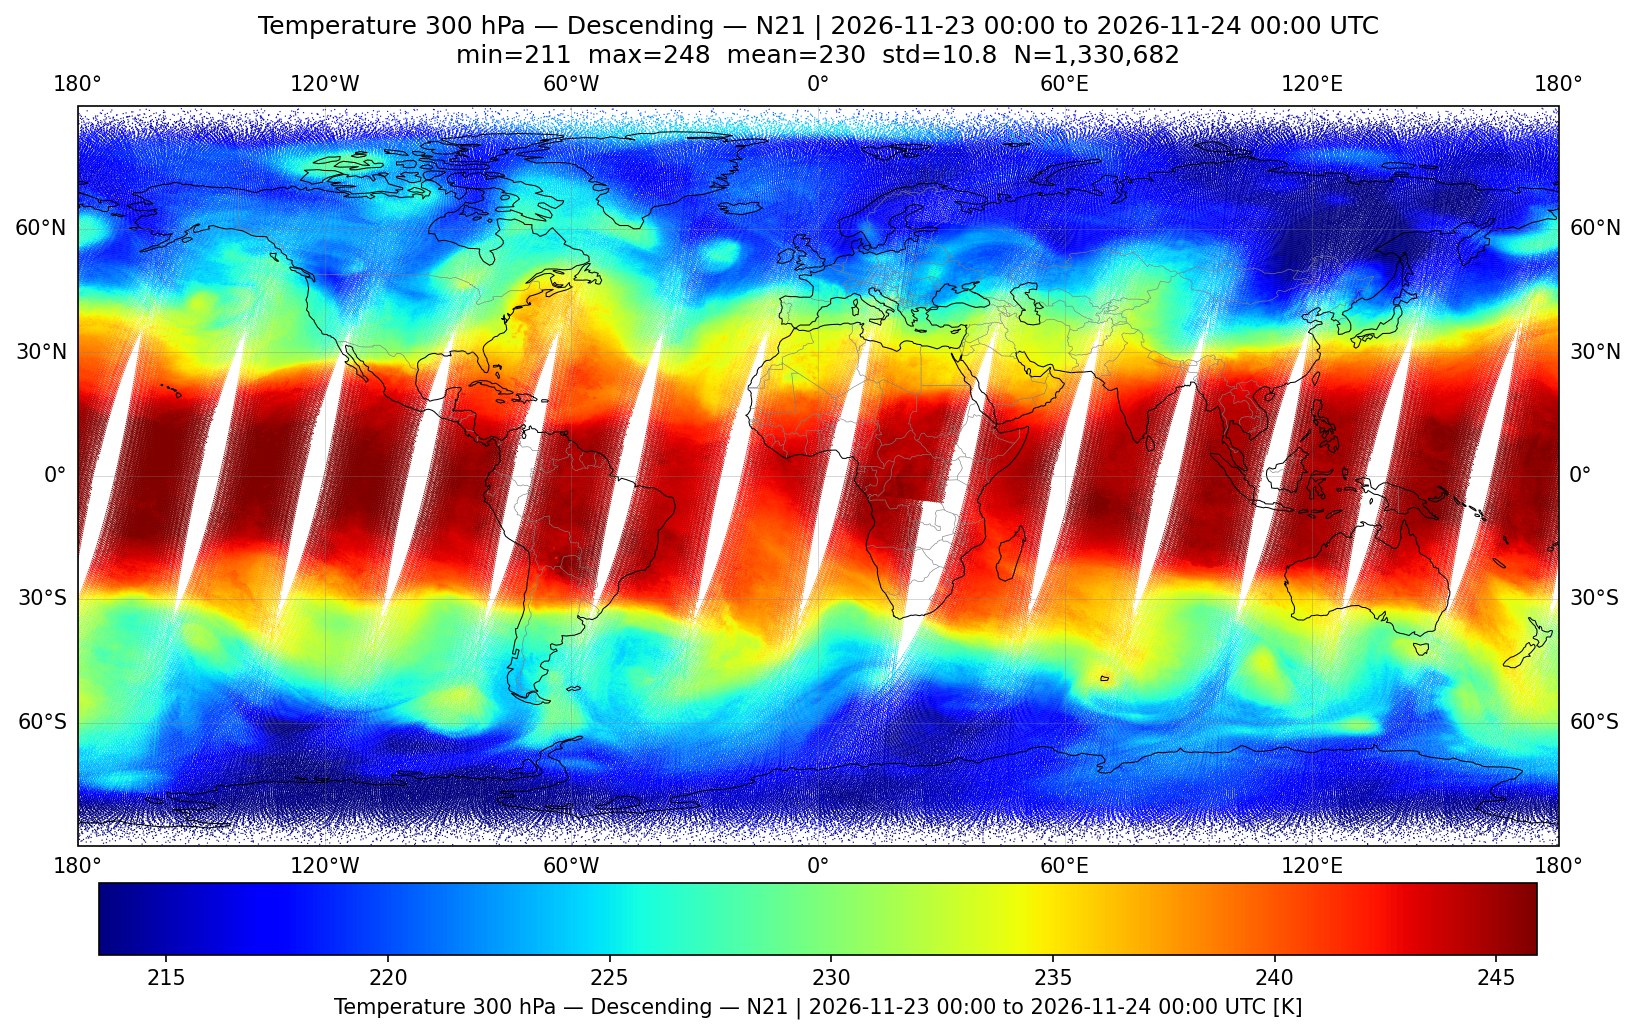 Temperature 300 hPa — Descending — N21 | 2026-11-23 00:00 to 2026-11-24 00:00 UTC
min=211  max=248  mean=230  std=10.8  N=1,330,682
180° 120°W 60°W 0° 60°E 120°E 180°
60°N 60°N
30°N 30°N
0° 0°
30°S 30°S
60°S 60°S
180° 120°W 60°W 0° 60°E 120°E 180°
215 220 225 230 235 240 245
Temperature 300 hPa — Descending — N21 | 2026-11-23 00:00 to 2026-11-24 00:00 UTC [K]